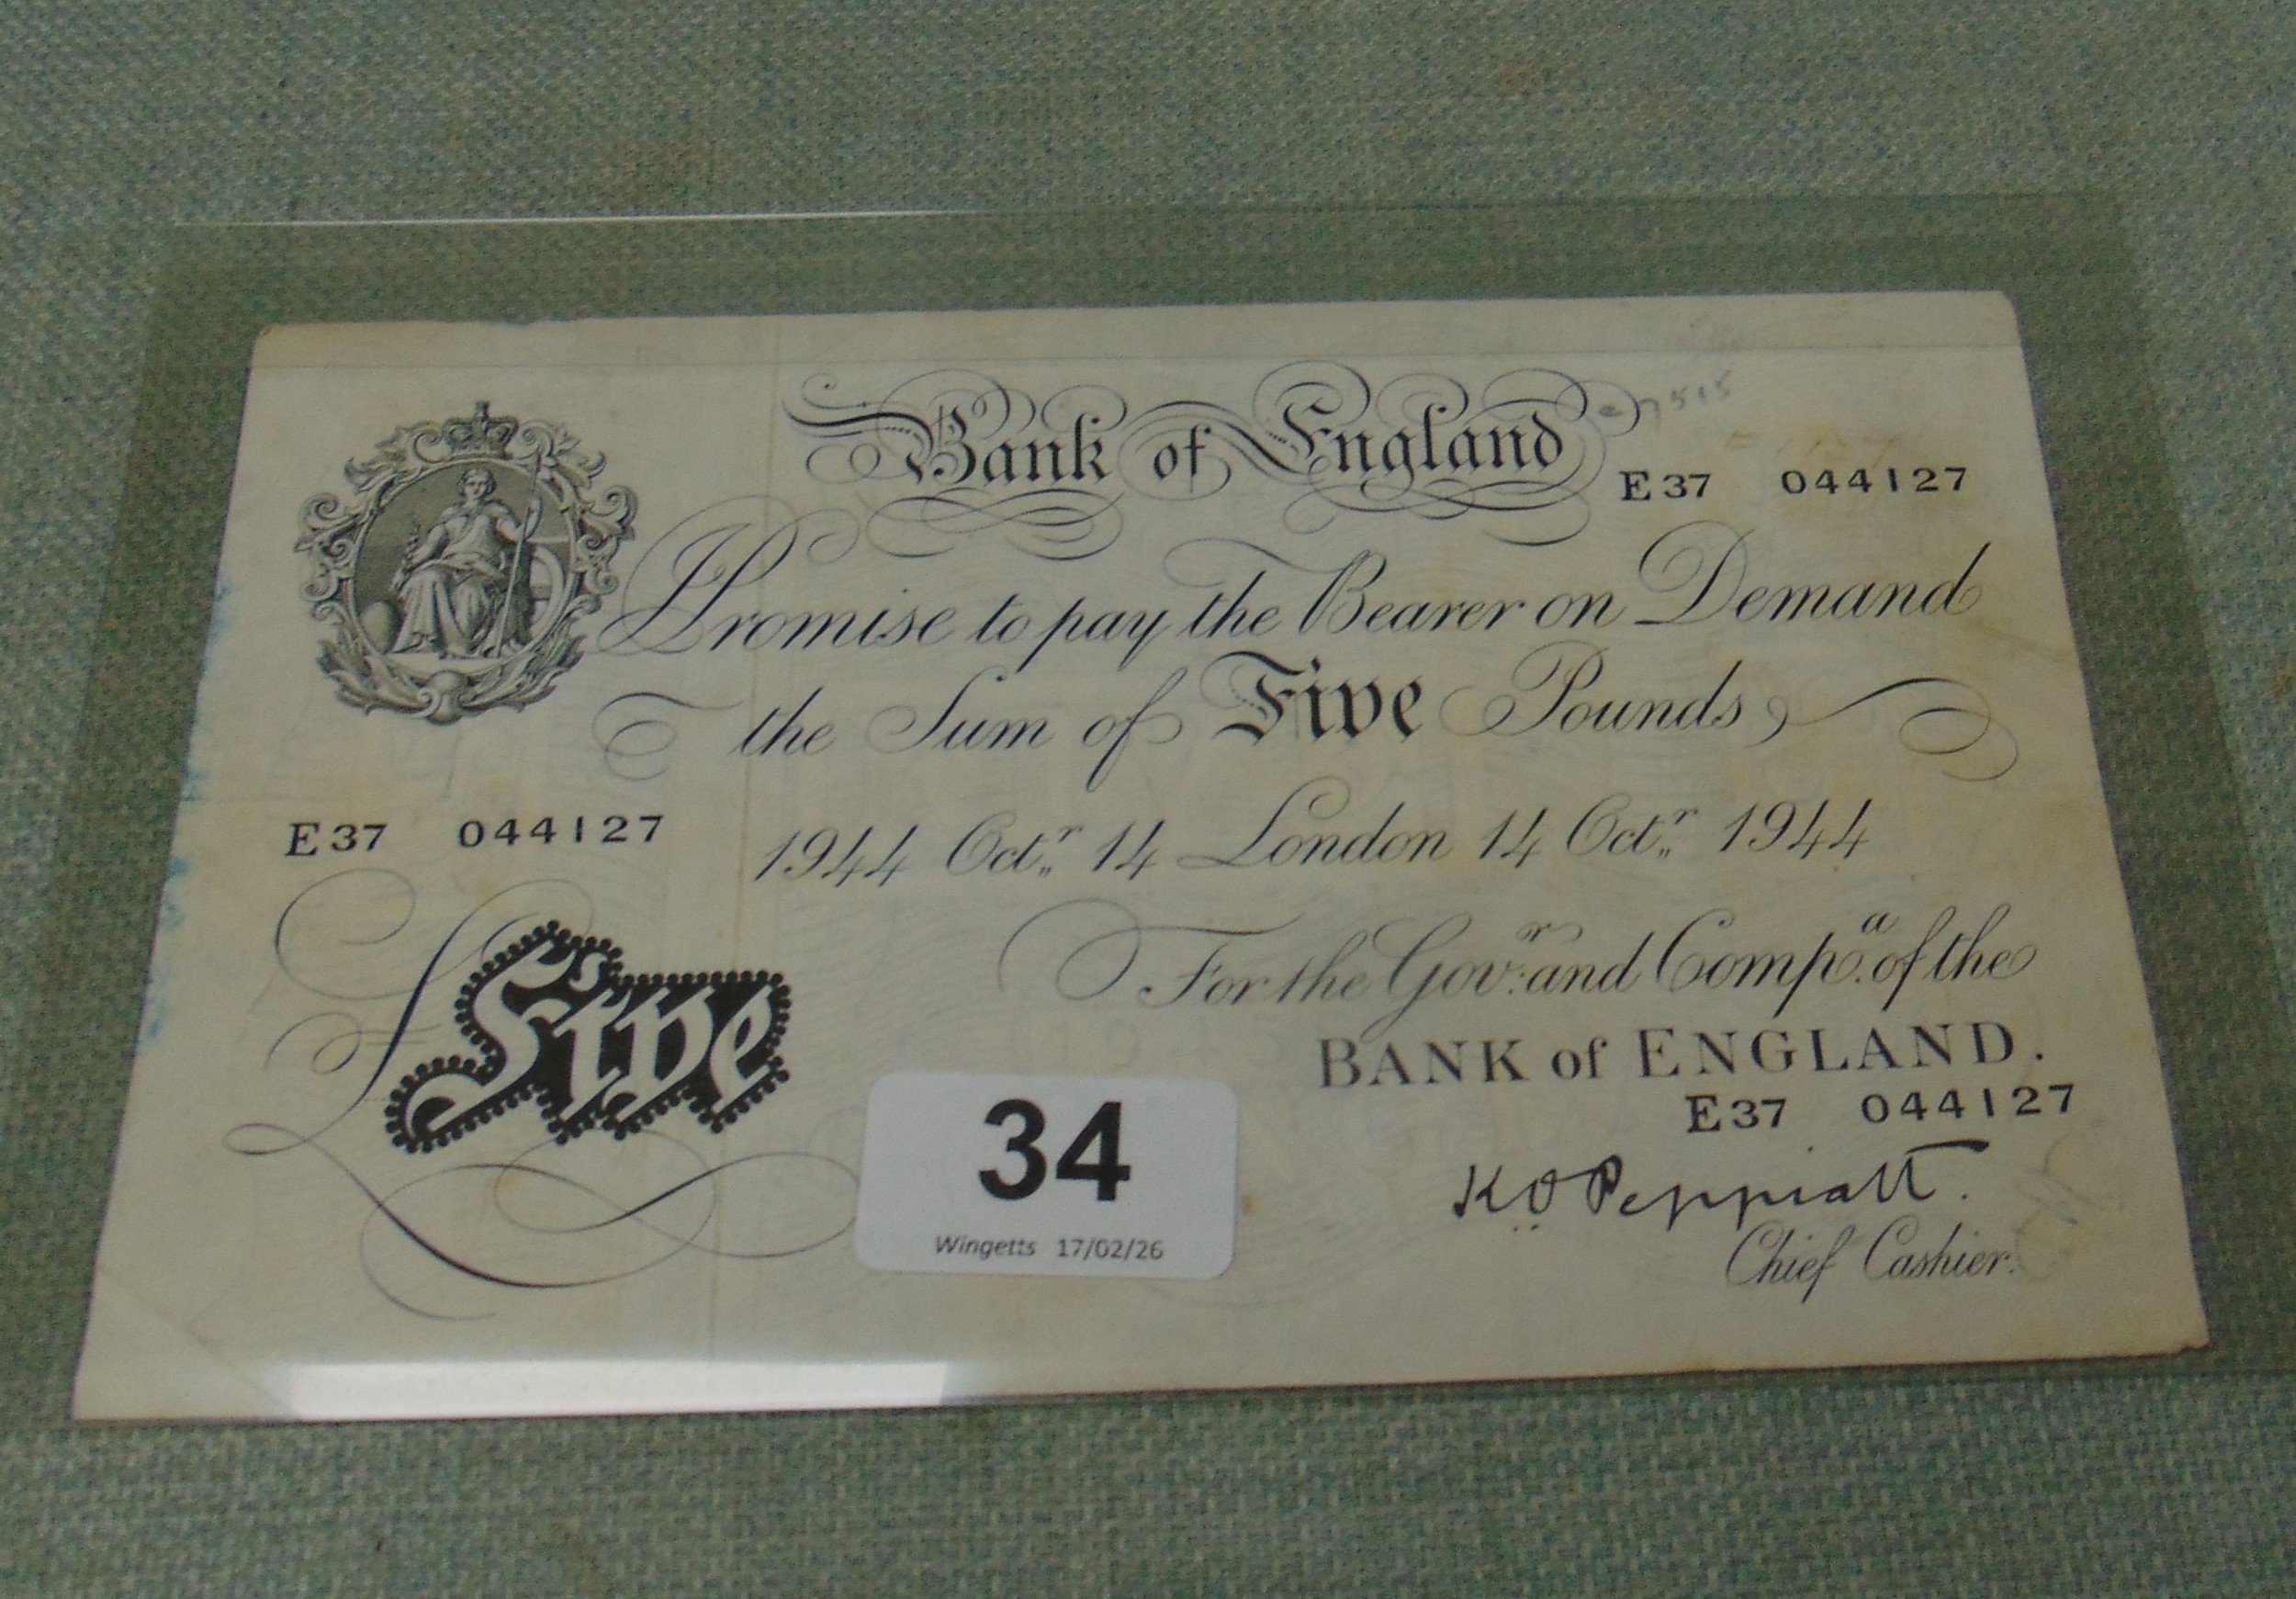 Bank of England
E37 044127
I Promise to pay the Bearer on Demand
the Sum of Five Pounds
E37 044127
1944 Octr. 14 London 14 Octr. 1944
For the Govr. and Compa. of the
BANK of ENGLAND.
£Five
E37 044127
K O Peppiatt.
Chief Cashier.
34
Wingetts 17/02/26